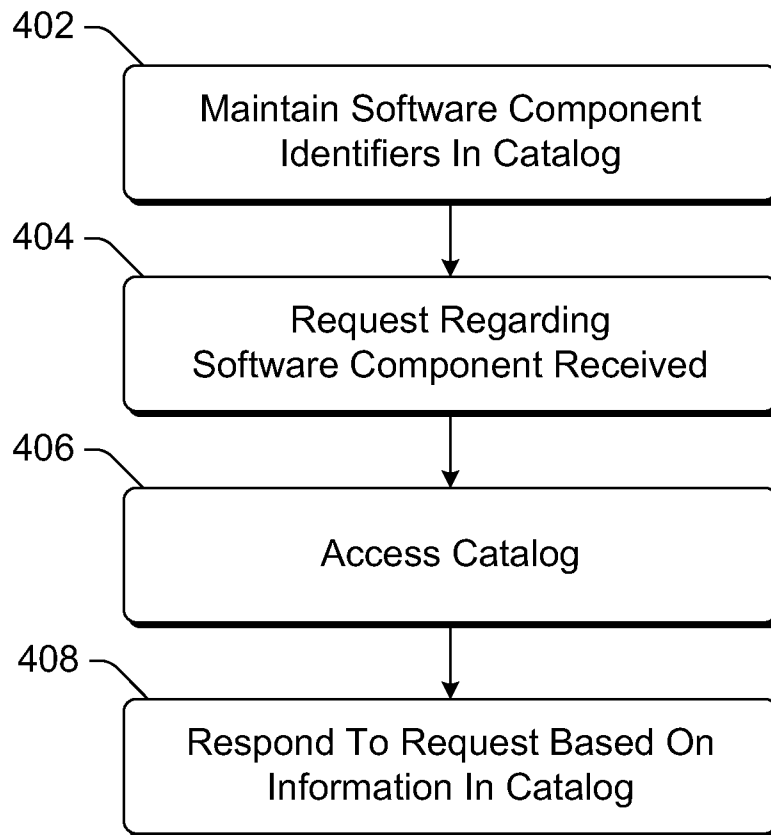 402
Maintain Software Component
Identifiers In Catalog
404
Request Regarding
Software Component Received
406
Access Catalog
408
Respond To Request Based On
Information In Catalog